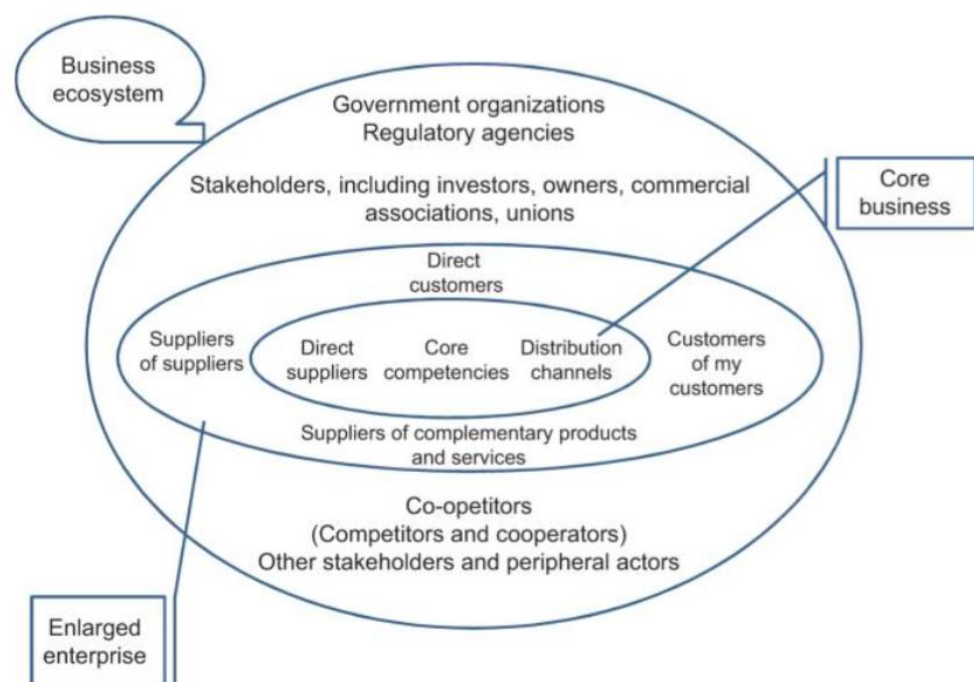 Business
ecosystem
Government organizations
Regulatory agencies
Stakeholders, including investors, owners, commercial
associations, unions
Core
business
Direct
customers
Suppliers
of suppliers
Direct
suppliers
Core
competencies
Distribution
channels
Customers
of my
customers
Suppliers of complementary products
and services
Co-opetitors
(Competitors and cooperators)
Other stakeholders and peripheral actors
Enlarged
enterprise